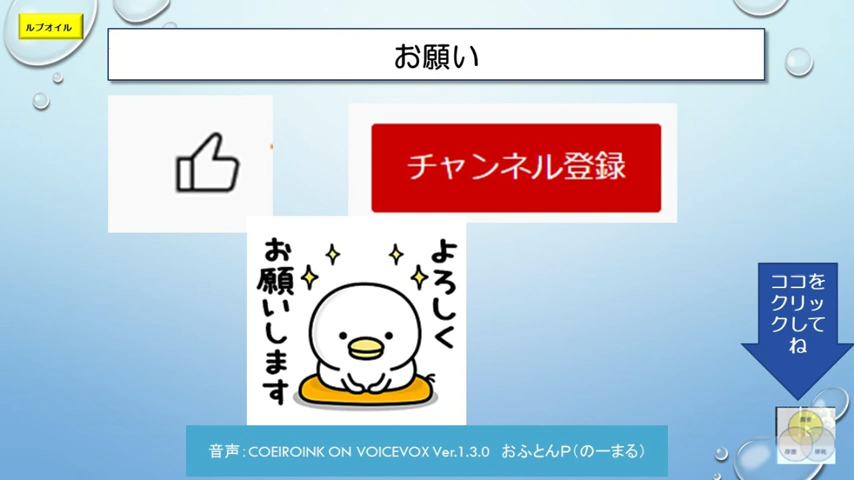 ルブオイル
お願い
チャンネル登録
よろしく
お願いします
ココを
クリッ
クして
ね
音声：COEIROINK ON VOICEVOX Ver.1.3.0　おふとんP（のーまる）